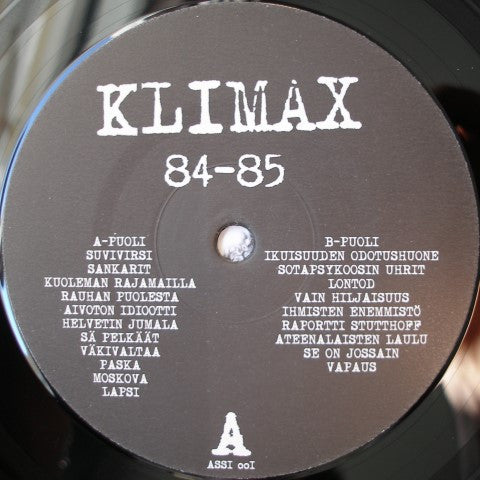 KLIMAX
84-85
A-PUOLI
SUVIVIRSI
SANKARIT
KUOLEMAN RAJAMAILLA
RAUHAN PUOLESTA
AIVOTON IDIOOTTI
HELVETIN JUMALA
SÄ PELKÄÄT
VÄKIVALTAA
PASKA
MOSKOVA
LAPSI
B-PUOLI
IKUISUUDEN ODOTUSHUONE
SOTAPSYKOOSIN UHRIT
LONTOD
VAIN HILJAISUUS
IHMISTEN ENEMMISTÖ
RAPORTTI STUTTHOFF
ATEENALAISTEN LAULU
SE ON JOSSAIN
VAPAUS
A
ASSI 001